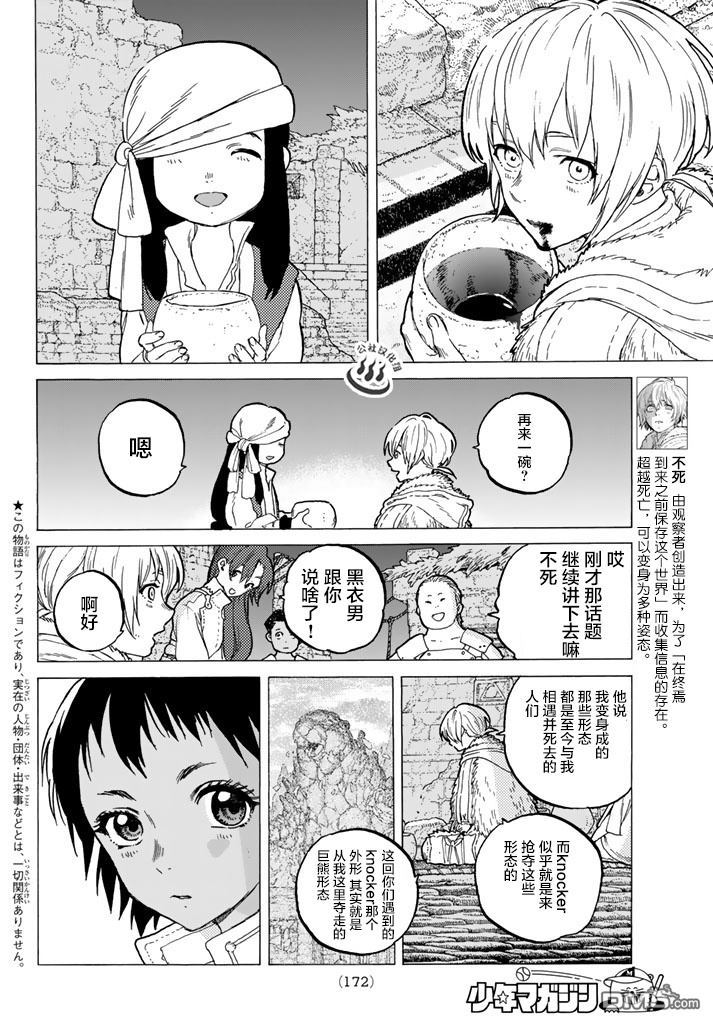 再来一碗?
嗯
不死 由观察者创造出来,为了「在终焉
到来之前保存这个世界」而收集信息的存在。
超越死亡,可以变身为多种姿态。
哎
刚才那话题
继续讲下去嘛
不死
黑衣男
跟你
说啥了!
啊好
他说
我变身成的
那些形态
都是至今与我
相遇并死去的
人们
而knocker
似乎就是来
抢夺这些
形态的
这回你们遇到的
knocker那个
外形 其实就是
从我这里夺走的
巨熊形态
★この物語はフィクションであり、実在の人物・団体・出来事などとは、一切関係ありません。
(172)
少年マガジン